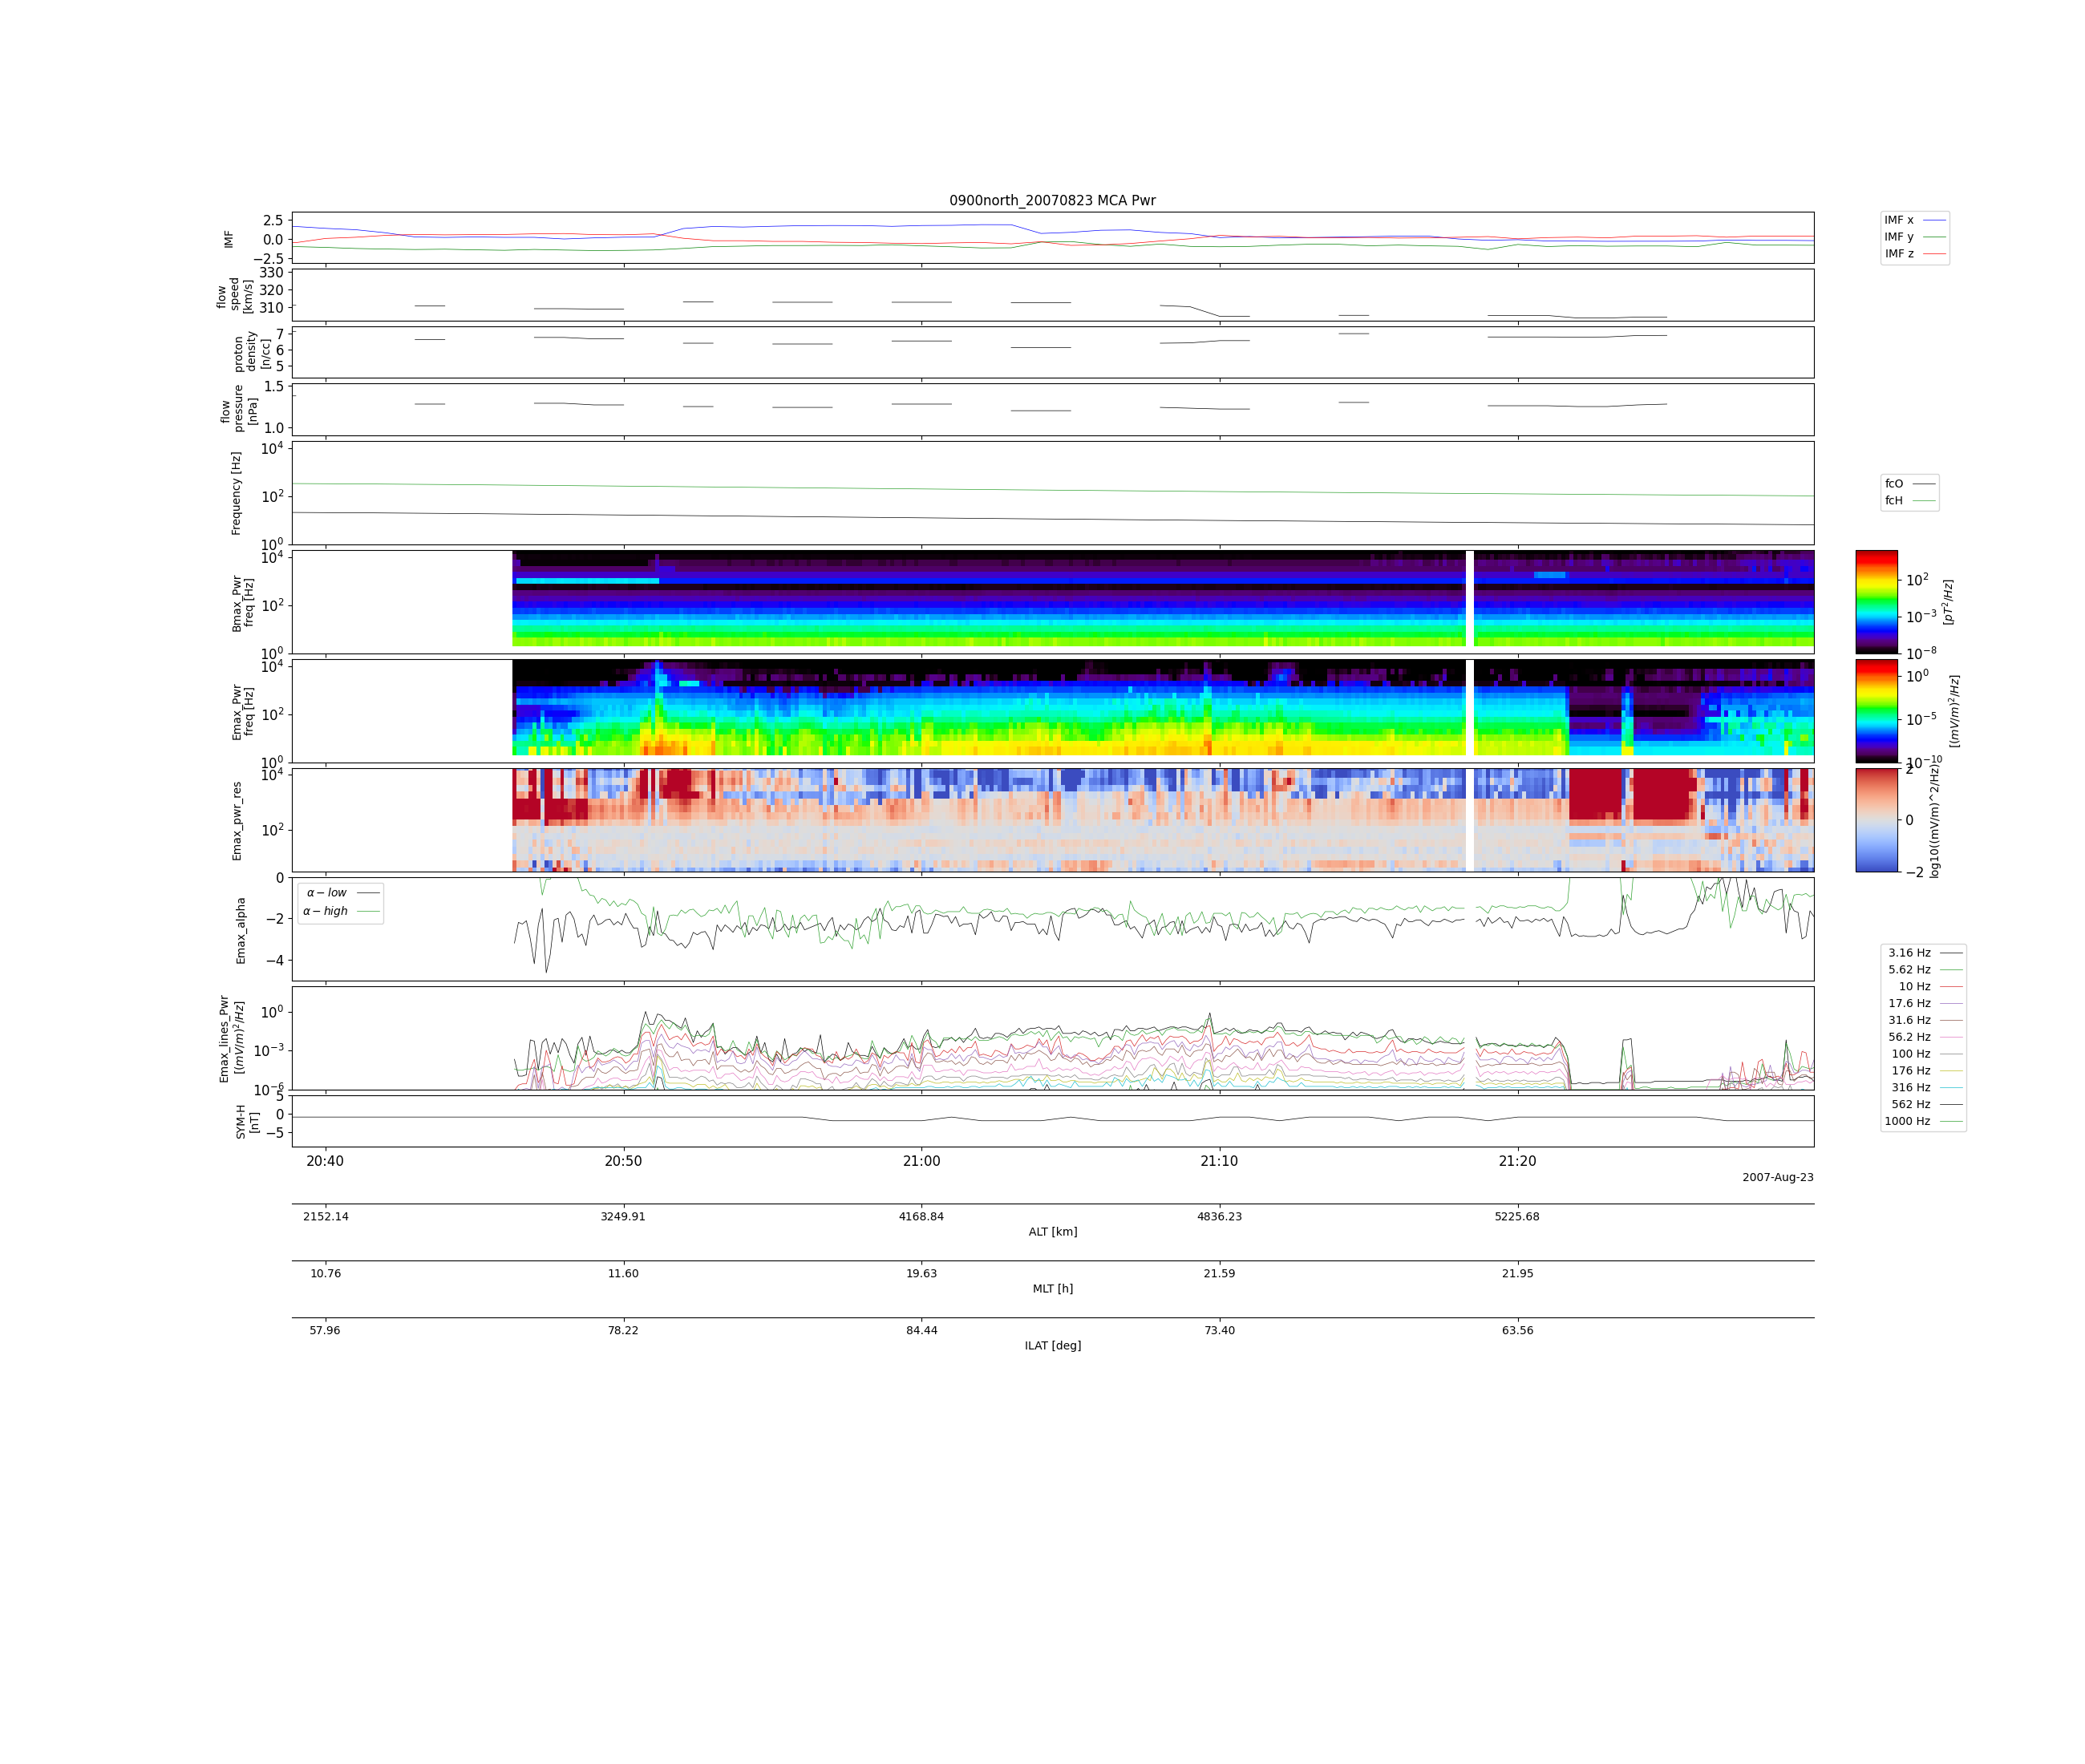 0900north_20070823 MCA Pwr
IMF
2.5
0.0
−2.5
IMF x
IMF y
IMF z
flow
speed
[km/s]
330
320
310
proton
density
[n/cc]
7
6
5
flow
pressure
[nPa]
1.5
1.0
Frequency [Hz]
10^4
10^2
10^0
fcO
fcH
Bmax_Pwr
freq [Hz]
10^4
10^2
10^0
10^2
10^−3
10^−8
[pT^2/Hz]
Emax_Pwr
freq [Hz]
10^4
10^2
10^0
10^0
10^−5
10^−10
[(mV/m)^2/Hz]
Emax_pwr_res
10^4
10^2
2
0
−2
log10((mV/m)^2/Hz)
Emax_alpha
0
−2
−4
α − low
α − high
Emax_lines_Pwr
[(mV/m)^2/Hz]
10^0
10^−3
10^−6
3.16 Hz
5.62 Hz
10 Hz
17.6 Hz
31.6 Hz
56.2 Hz
100 Hz
176 Hz
316 Hz
562 Hz
1000 Hz
SYM-H
[nT]
5
0
−5
20:40 20:50 21:00 21:10 21:20
2007-Aug-23
2152.14 3249.91 4168.84 4836.23 5225.68
ALT [km]
10.76 11.60 19.63 21.59 21.95
MLT [h]
57.96 78.22 84.44 73.40 63.56
ILAT [deg]